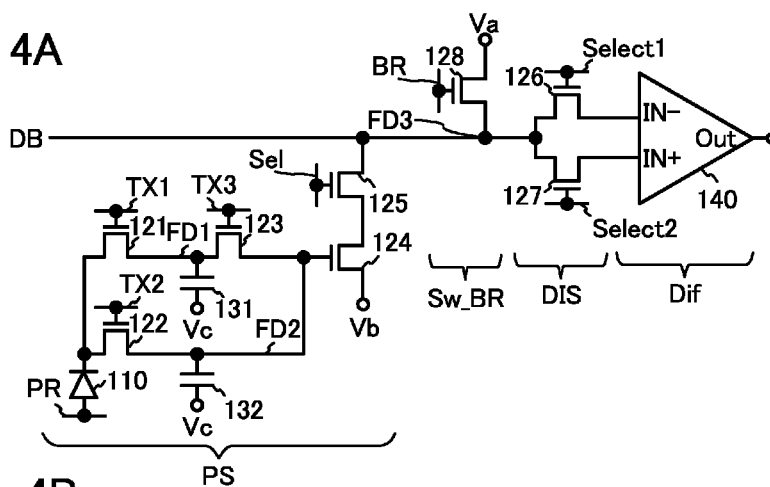 4A
Va
128
BR
Select1
126
IN-
FD3
DB
Out
IN+
Sel
127
140
125
Select2
TX1
TX3
121
FD1
123
124
Sw_BR
DIS
Dif
TX2
131
Vc
Vb
122
FD2
110
PR
132
Vc
PS